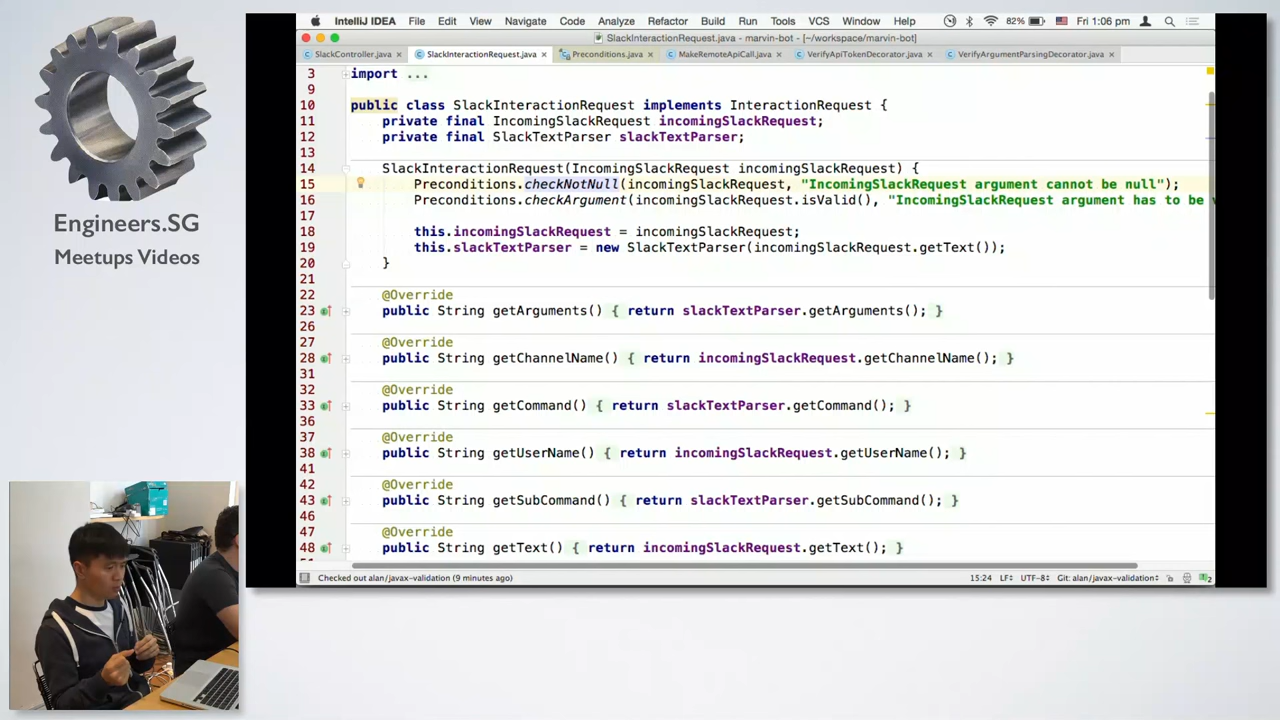 Engineers.SG
Meetups Videos
IntelliJ IDEA File Edit View Navigate Code Analyze Refactor Build Run Tools VCS Window Help 82% Fri 1:06 pm
SlackInteractionRequest.java - marvin-bot - [~/workspace/marvin-bot]
SlackController.java SlackInteractionRequest.java Preconditions.java MakeRemoteApiCall.java VerifyApiTokenDecorator.java VerifyArgumentParsingDecorator.java
3 import ...
9
10 public class SlackInteractionRequest implements InteractionRequest {
11 private final IncomingSlackRequest incomingSlackRequest;
12 private final SlackTextParser slackTextParser;
13
14 SlackInteractionRequest(IncomingSlackRequest incomingSlackRequest) {
15 Preconditions.checkNotNull(incomingSlackRequest, "IncomingSlackRequest argument cannot be null");
16 Preconditions.checkArgument(incomingSlackRequest.isValid(), "IncomingSlackRequest argument has to be
17
18 this.incomingSlackRequest = incomingSlackRequest;
19 this.slackTextParser = new SlackTextParser(incomingSlackRequest.getText());
20 }
21
22 @Override
23 public String getArguments() { return slackTextParser.getArguments(); }
26
27 @Override
28 public String getChannelName() { return incomingSlackRequest.getChannelName(); }
31
32 @Override
33 public String getCommand() { return slackTextParser.getCommand(); }
36
37 @Override
38 public String getUserName() { return incomingSlackRequest.getUserName(); }
41
42 @Override
43 public String getSubCommand() { return slackTextParser.getSubCommand(); }
46
47 @Override
48 public String getText() { return incomingSlackRequest.getText(); }
Checked out alan/javax-validation (9 minutes ago) 15:24 LF÷ UTF-8÷ Git: alan/javax-validation÷ 2